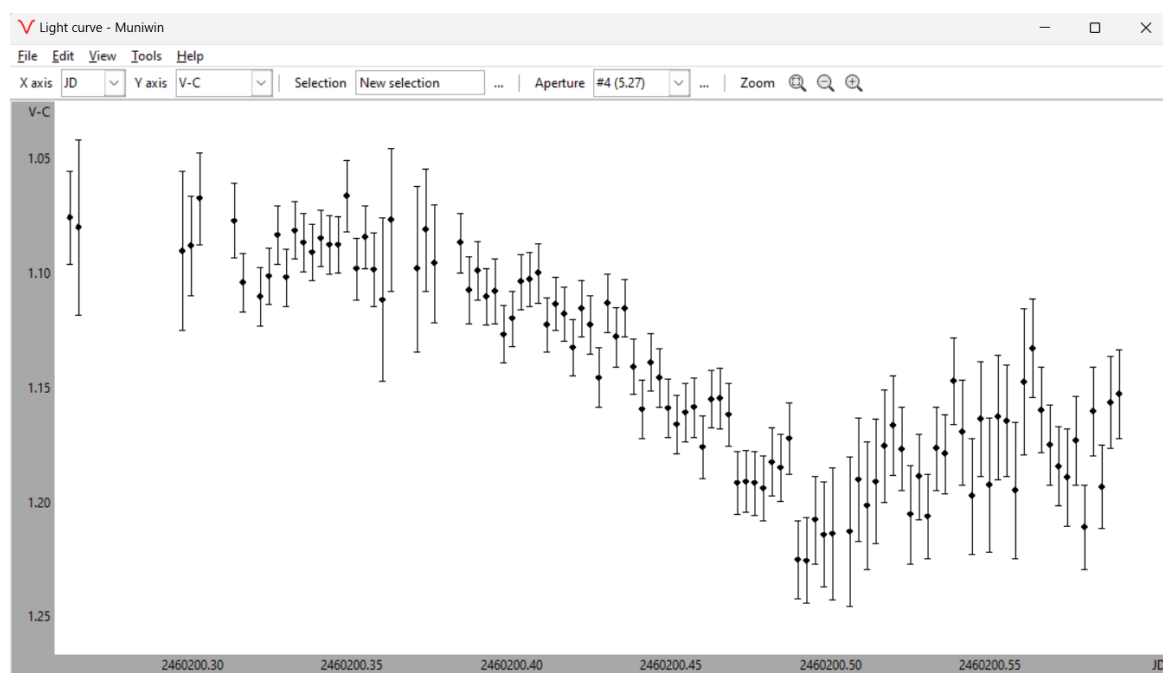 Light curve - Muniwin
File Edit View Tools Help
X axis JD Y axis V-C Selection New selection ... Aperture #4 (5.27) ... Zoom
V-C
1.05
1.10
1.15
1.20
1.25
2460200.30 2460200.35 2460200.40 2460200.45 2460200.50 2460200.55 JD